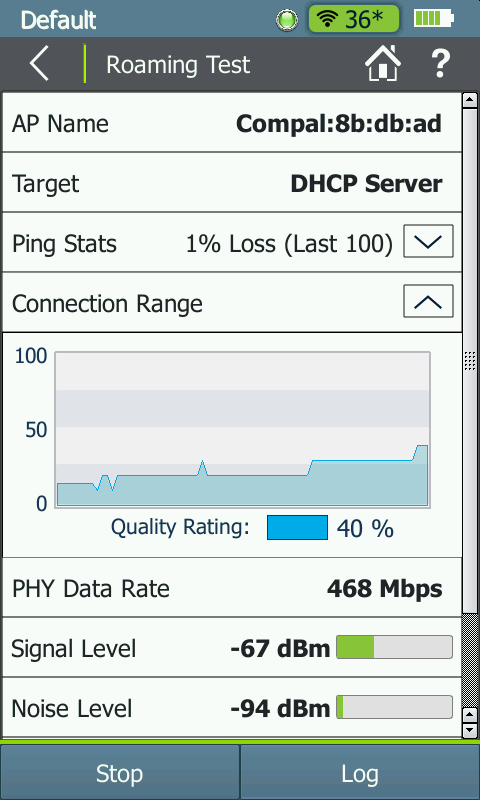 Default
36*
Roaming Test
?
AP Name Compal:8b:db:ad
Target DHCP Server
Ping Stats 1% Loss (Last 100)
Connection Range
100
50
0
Quality Rating: 40 %
PHY Data Rate 468 Mbps
Signal Level -67 dBm
Noise Level -94 dBm
Stop Log